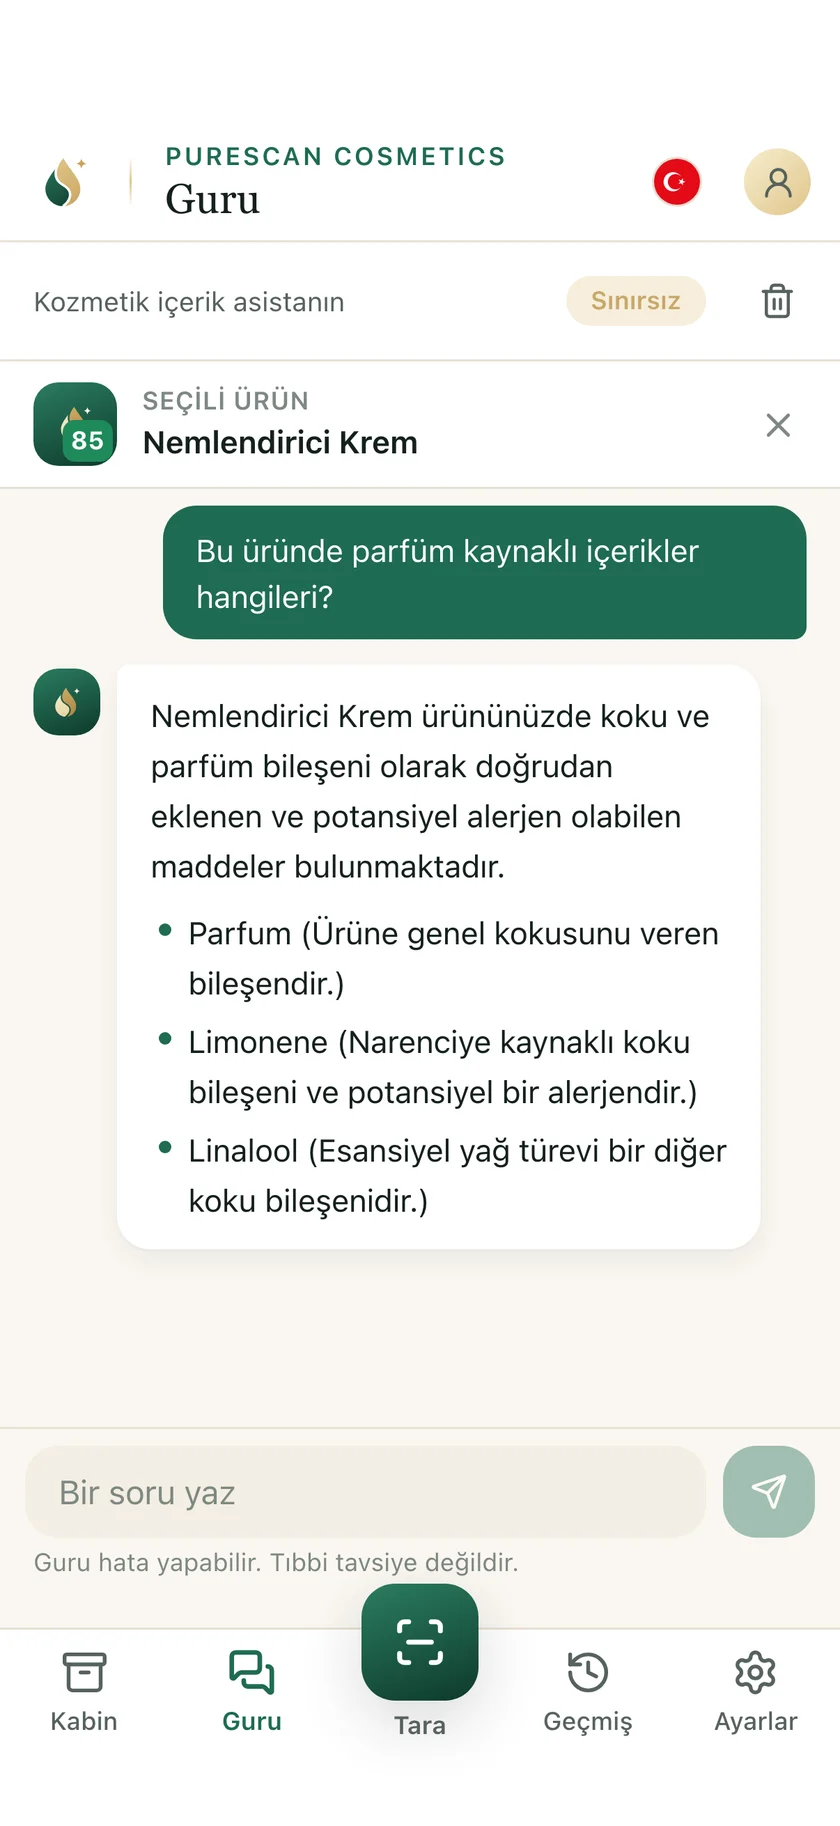 PURESCAN COSMETICS
Guru
Kozmetik içerik asistanın
Sınırsız
SEÇİLİ ÜRÜN
85
Nemlendirici Krem
Bu üründe parfüm kaynaklı içerikler
hangileri?
Nemlendirici Krem ürününüzde koku ve
parfüm bileşeni olarak doğrudan
eklenen ve potansiyel alerjen olabilen
maddeler bulunmaktadır.
• Parfum (Ürüne genel kokusunu veren
bileşendir.)
• Limonene (Narenciye kaynaklı koku
bileşeni ve potansiyel bir alerjendir.)
• Linalool (Esansiyel yağ türevi bir diğer
koku bileşenidir.)
Bir soru yaz
Guru hata yapabilir. Tıbbi tavsiye değildir.
Kabin
Guru
Tara
Geçmiş
Ayarlar